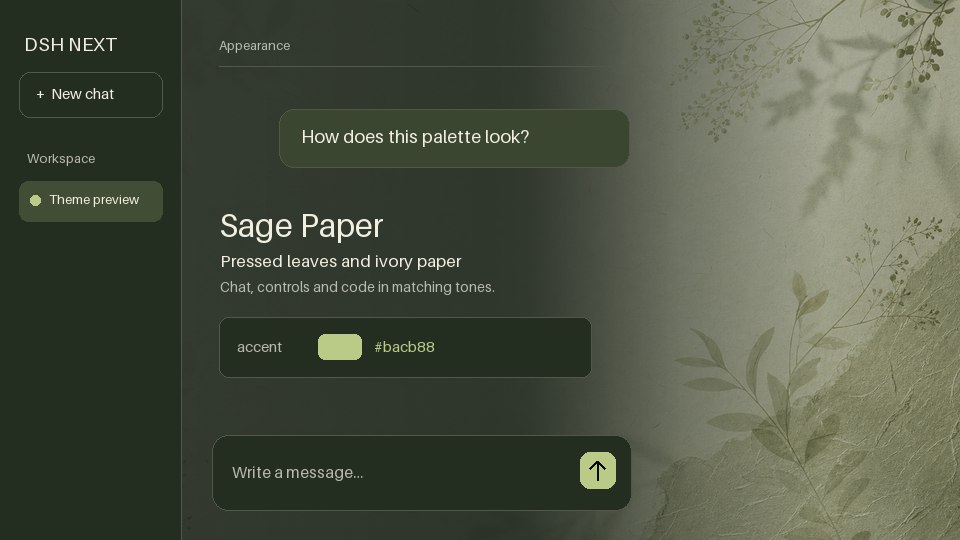 DSH NEXT
+ New chat
Workspace
Theme preview
Appearance
How does this palette look?
Sage Paper
Pressed leaves and ivory paper
Chat, controls and code in matching tones.
accent #bacb88
Write a message...